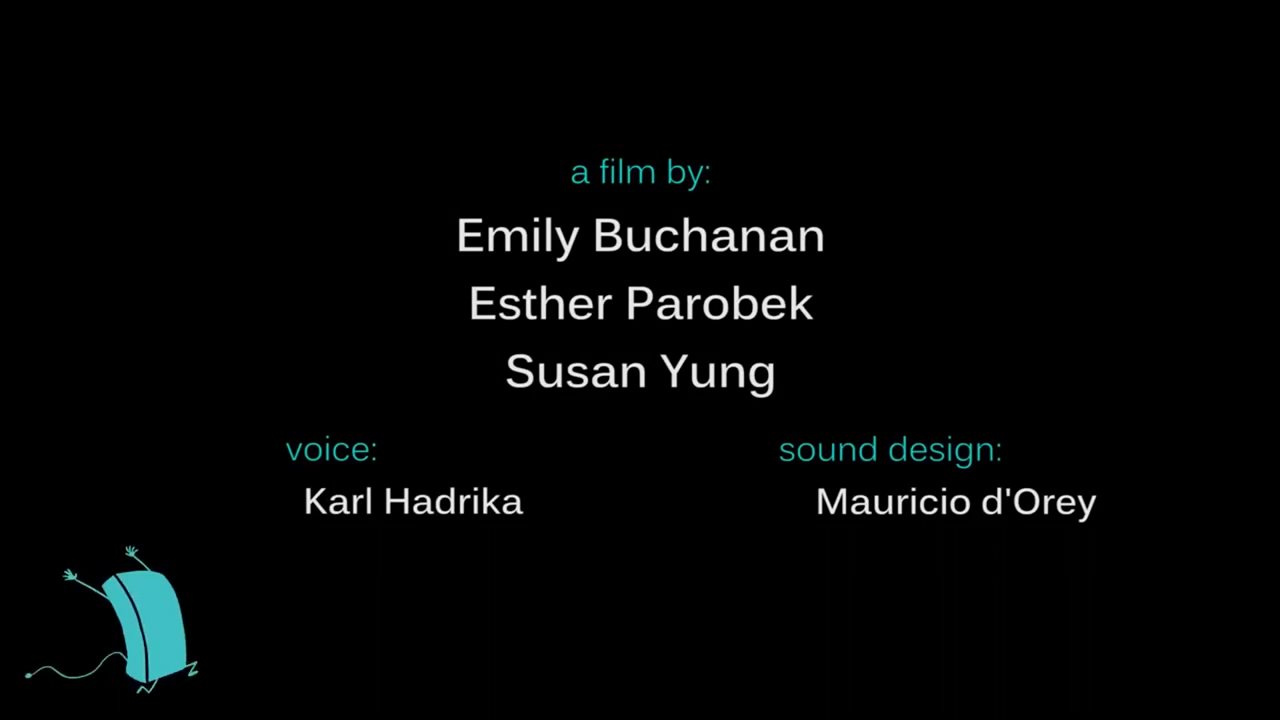 a film by:
Emily Buchanan
Esther Parobek
Susan Yung
voice:
Karl Hadrika
sound design:
Mauricio d'Orey